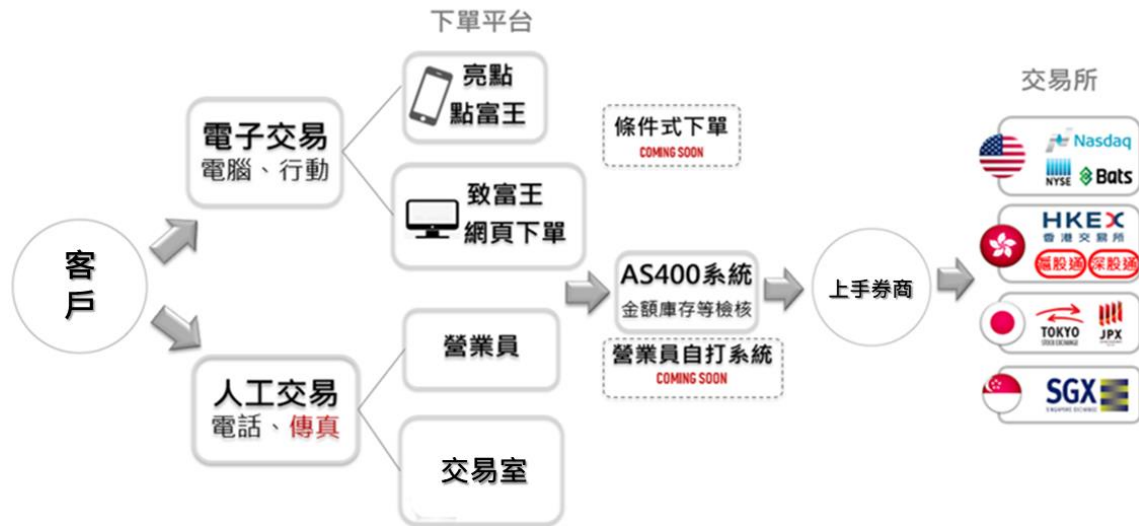 下單平台
交易所
客
戶
電子交易
電腦、行動
人工交易
電話、傳真
亮點
點富王
致富王
網頁下單
營業員
交易室
條件式下單
COMING SOON
AS400系統
金額庫存等檢核
營業員自打系統
COMING SOON
上手券商
Nasdaq
NYSE
Bats
HKEX
香港交易所
滬股通
深股通
TOKYO
STOCK EXCHANGE
JPX
SGX
SINGAPORE EXCHANGE